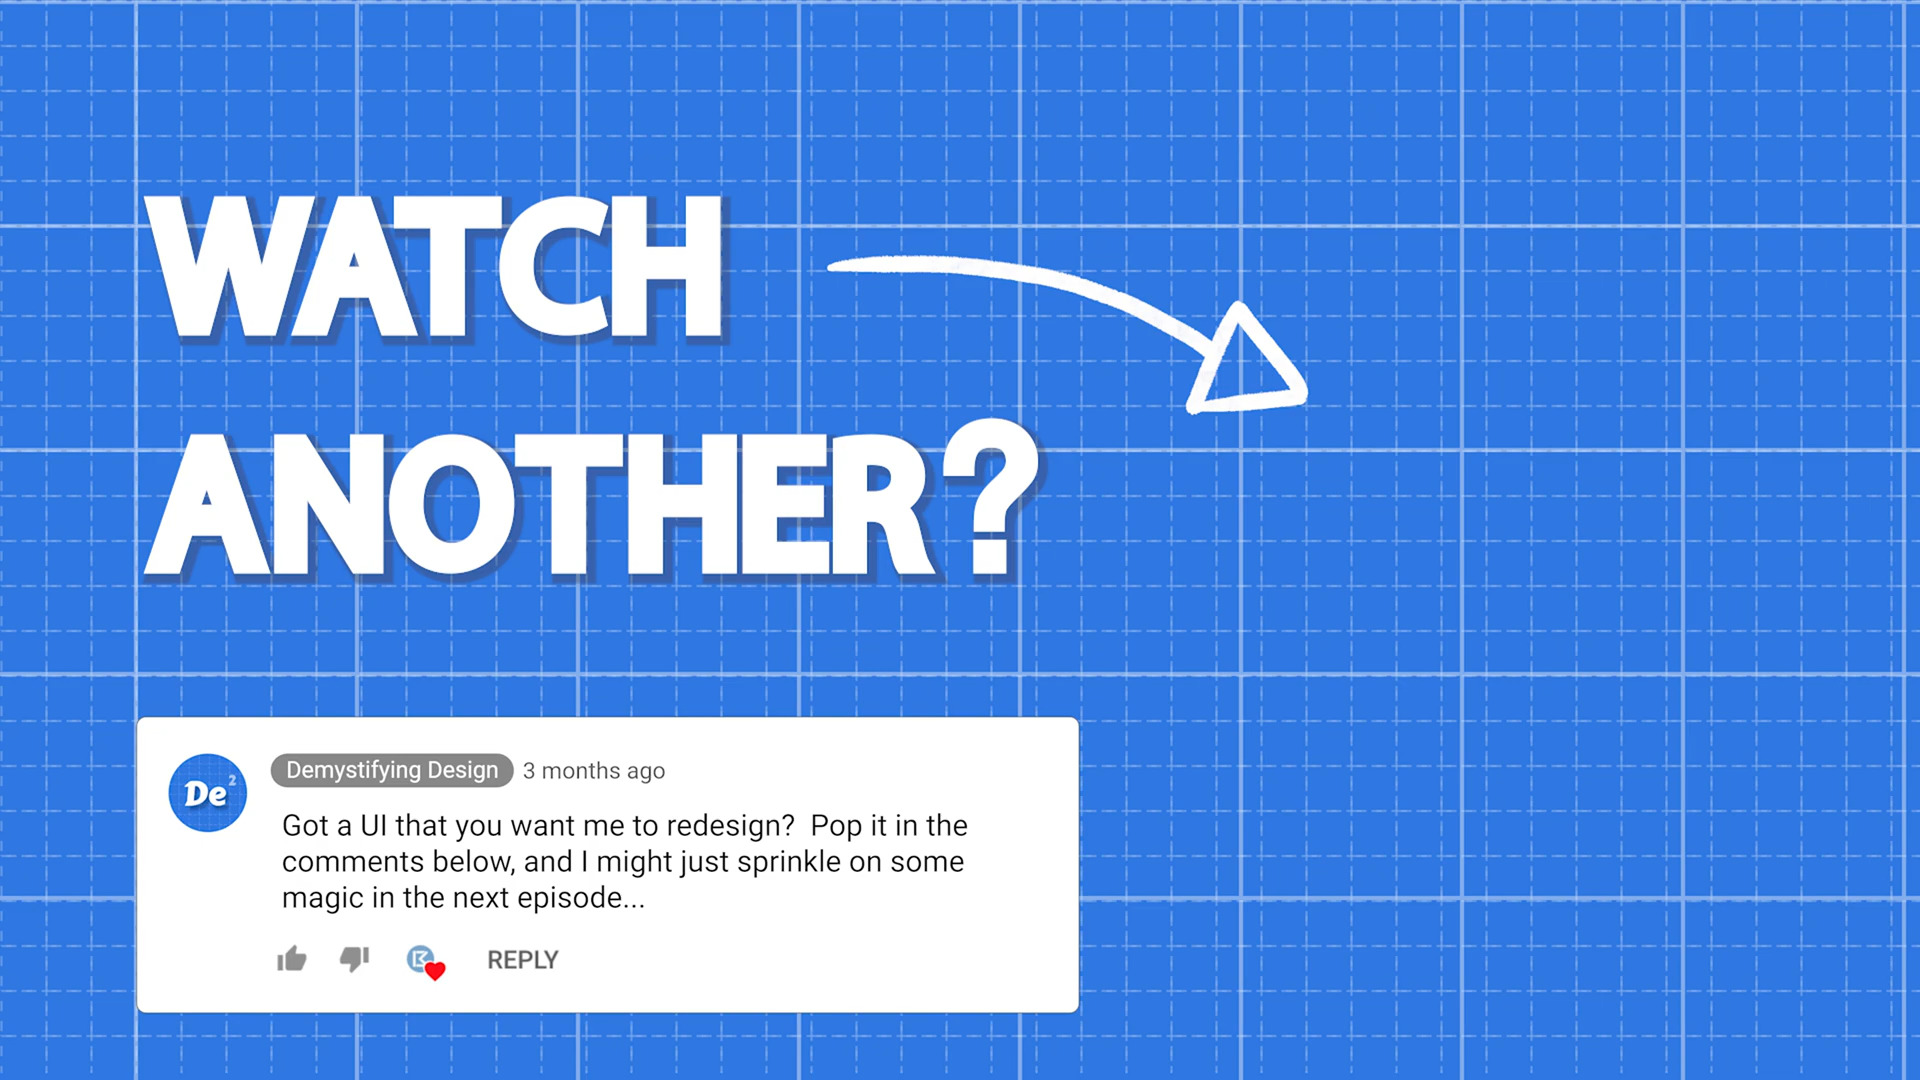 WATCH
ANOTHER?
De²
Demystifying Design 3 months ago
Got a UI that you want me to redesign?  Pop it in the
comments below, and I might just sprinkle on some
magic in the next episode...
REPLY